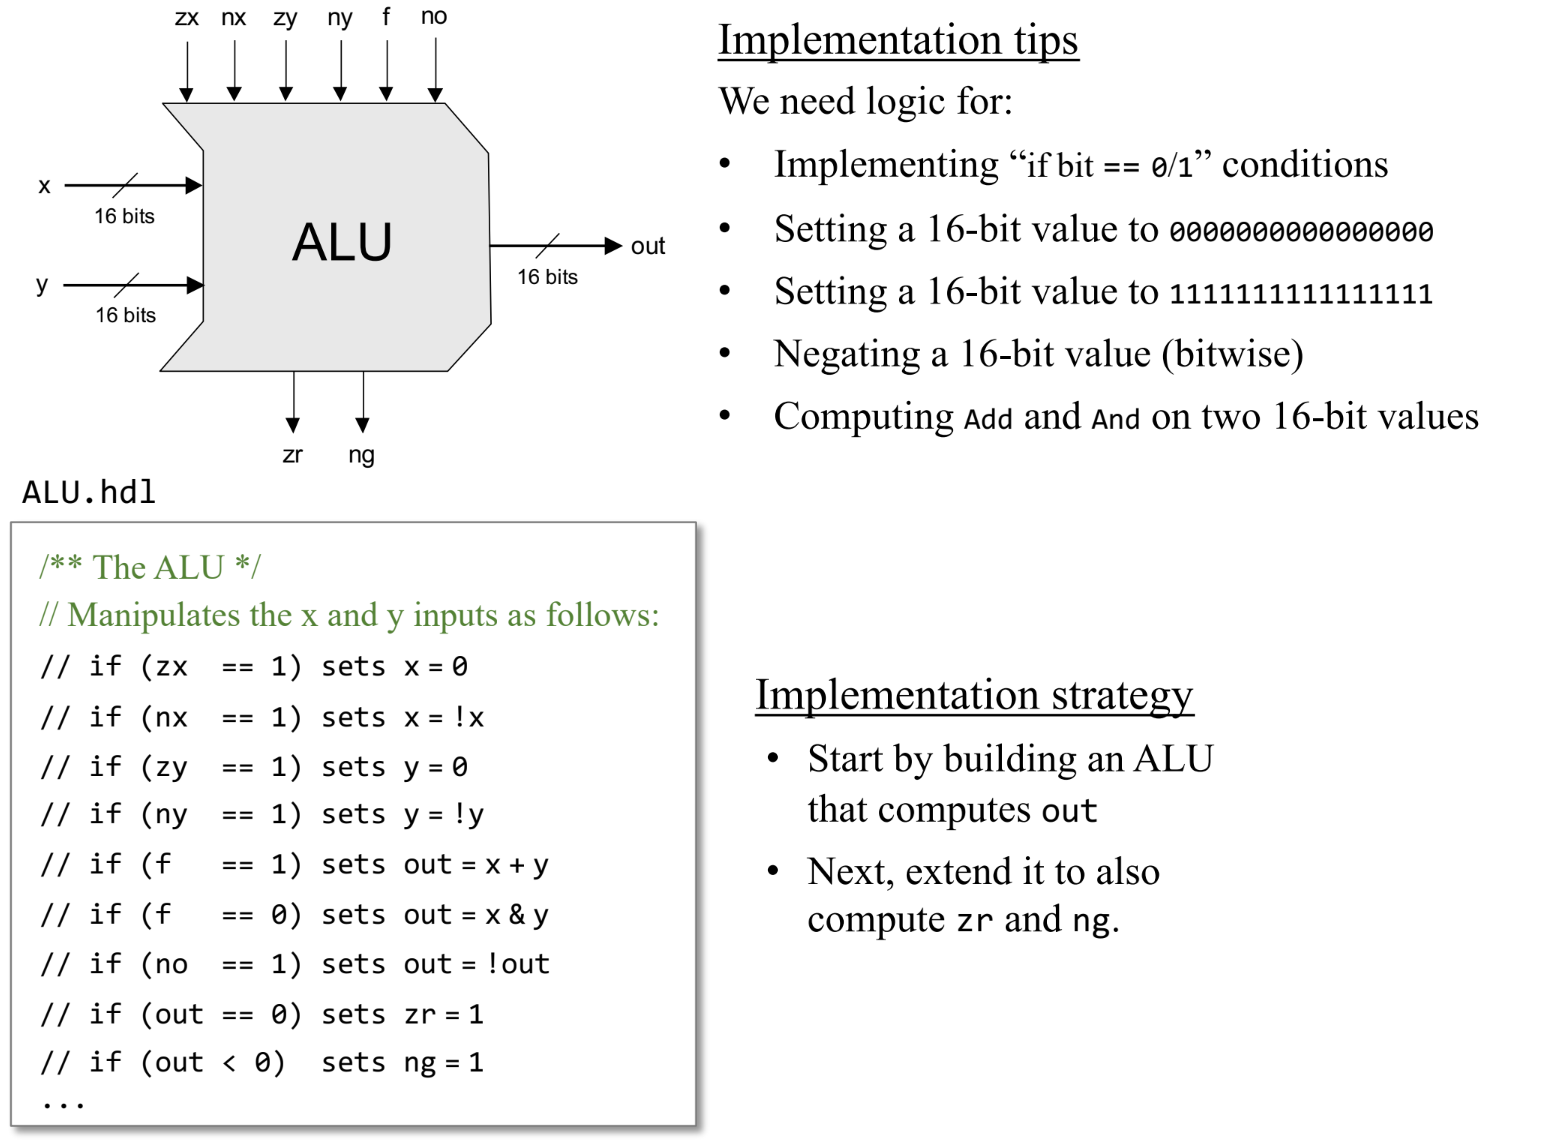 zx nx zy ny f no
x
16 bits
y
16 bits
ALU
out
16 bits
zr ng
Implementation tips
We need logic for:
• Implementing “if bit == 0/1” conditions
• Setting a 16-bit value to 0000000000000000
• Setting a 16-bit value to 1111111111111111
• Negating a 16-bit value (bitwise)
• Computing Add and And on two 16-bit values
ALU.hdl
/** The ALU */
// Manipulates the x and y inputs as follows:
// if (zx == 1) sets x = 0
// if (nx == 1) sets x = !x
// if (zy == 1) sets y = 0
// if (ny == 1) sets y = !y
// if (f == 1) sets out = x + y
// if (f == 0) sets out = x & y
// if (no == 1) sets out = !out
// if (out == 0) sets zr = 1
// if (out < 0) sets ng = 1
...
Implementation strategy
• Start by building an ALU
that computes out
• Next, extend it to also
compute zr and ng.